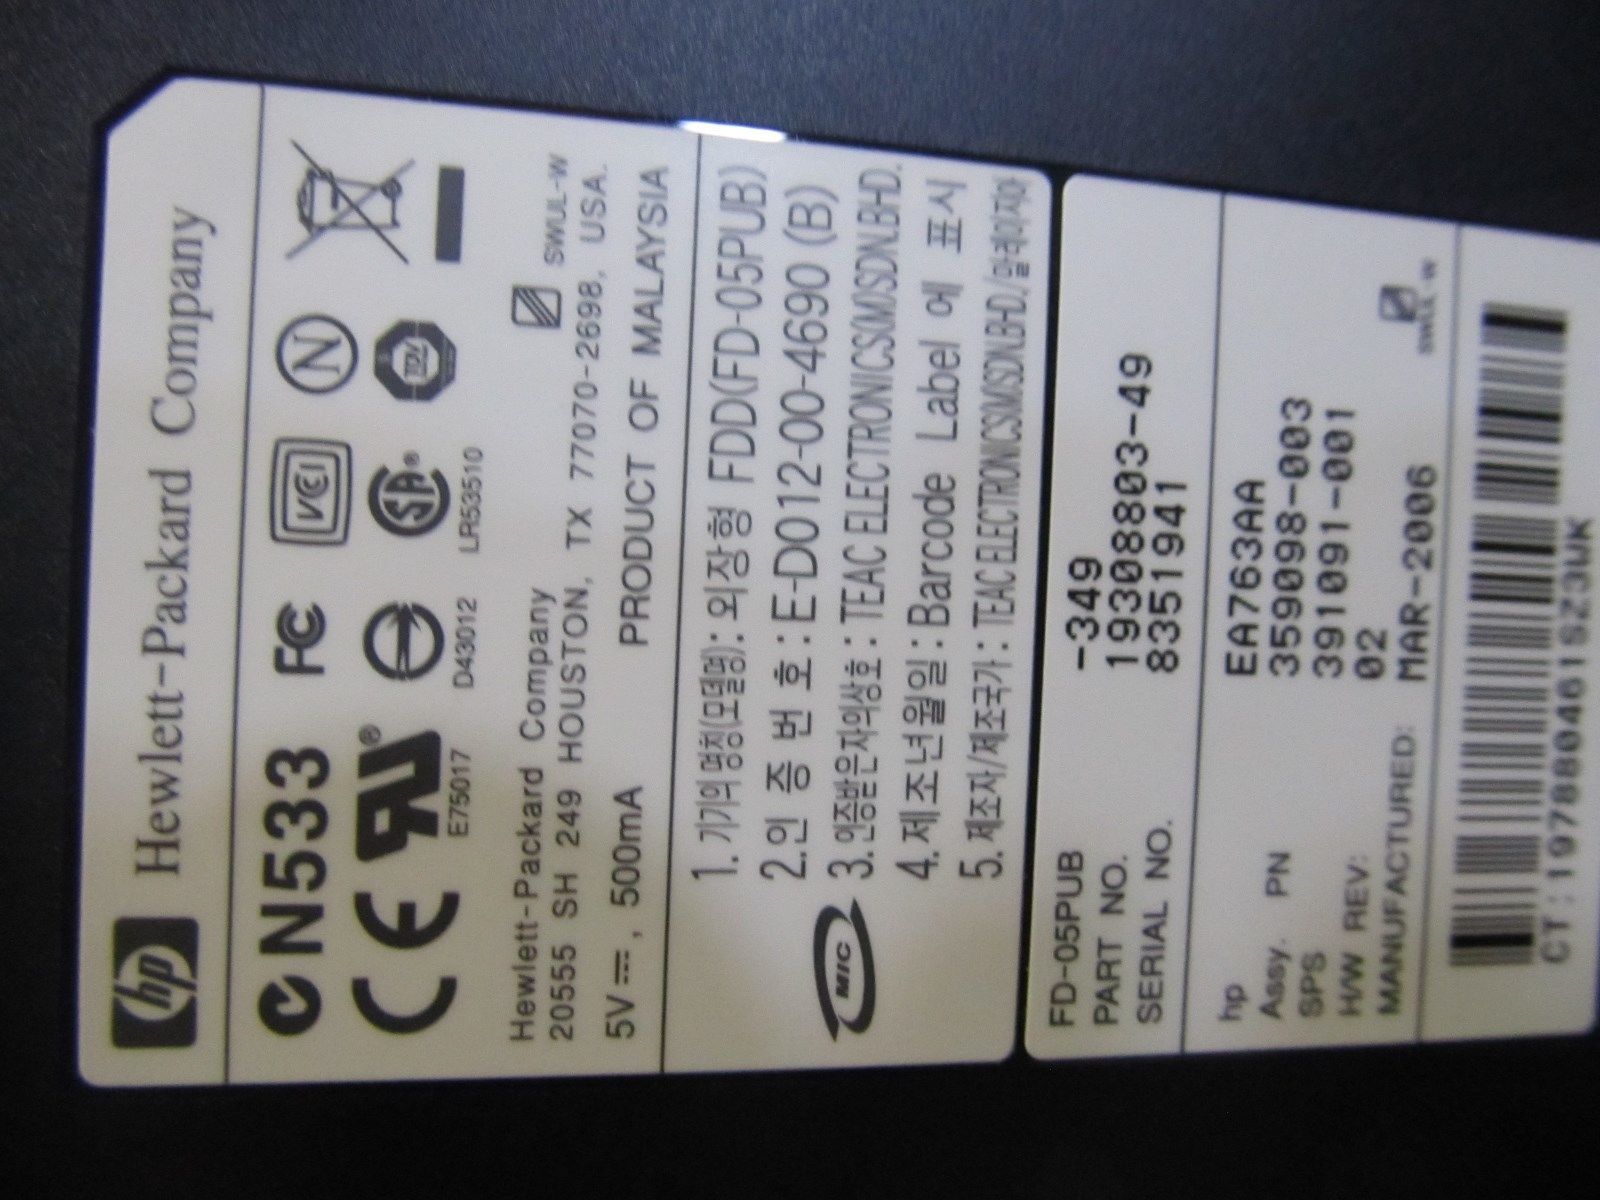 hp Hewlett-Packard Company
N533 FC VCCI N
CE UL® SA® TÜV
E75017 D43012 LR53510
Hewlett-Packard Company SWUL-W
20555 SH 249 HOUSTON, TX 77070-2698, USA.
5V⎓, 500mA PRODUCT OF MALAYSIA
MIC
1. 기기의 명칭(모델명) : 외장형 FDD(FD-05PUB)
2.인 증 번 호 : E-D012-00-4690 (B)
3.인증받은자의상호 : TEAC ELECTRONICS(M)SDN.BHD.
4.제조년월일 : Barcode Label 에 표시
5.제조자/제조국가 : TEAC ELECTRONICS(M)SDN.BHD./말레이지아
FD-05PUB -349
PART NO. 19308803-49
SERIAL NO. 8351941
hp EA763AA
Assy. PN 359098-003
SPS 391091-001
H/W REV: 02
MANUFACTURED: MAR-2006
SWUL-W